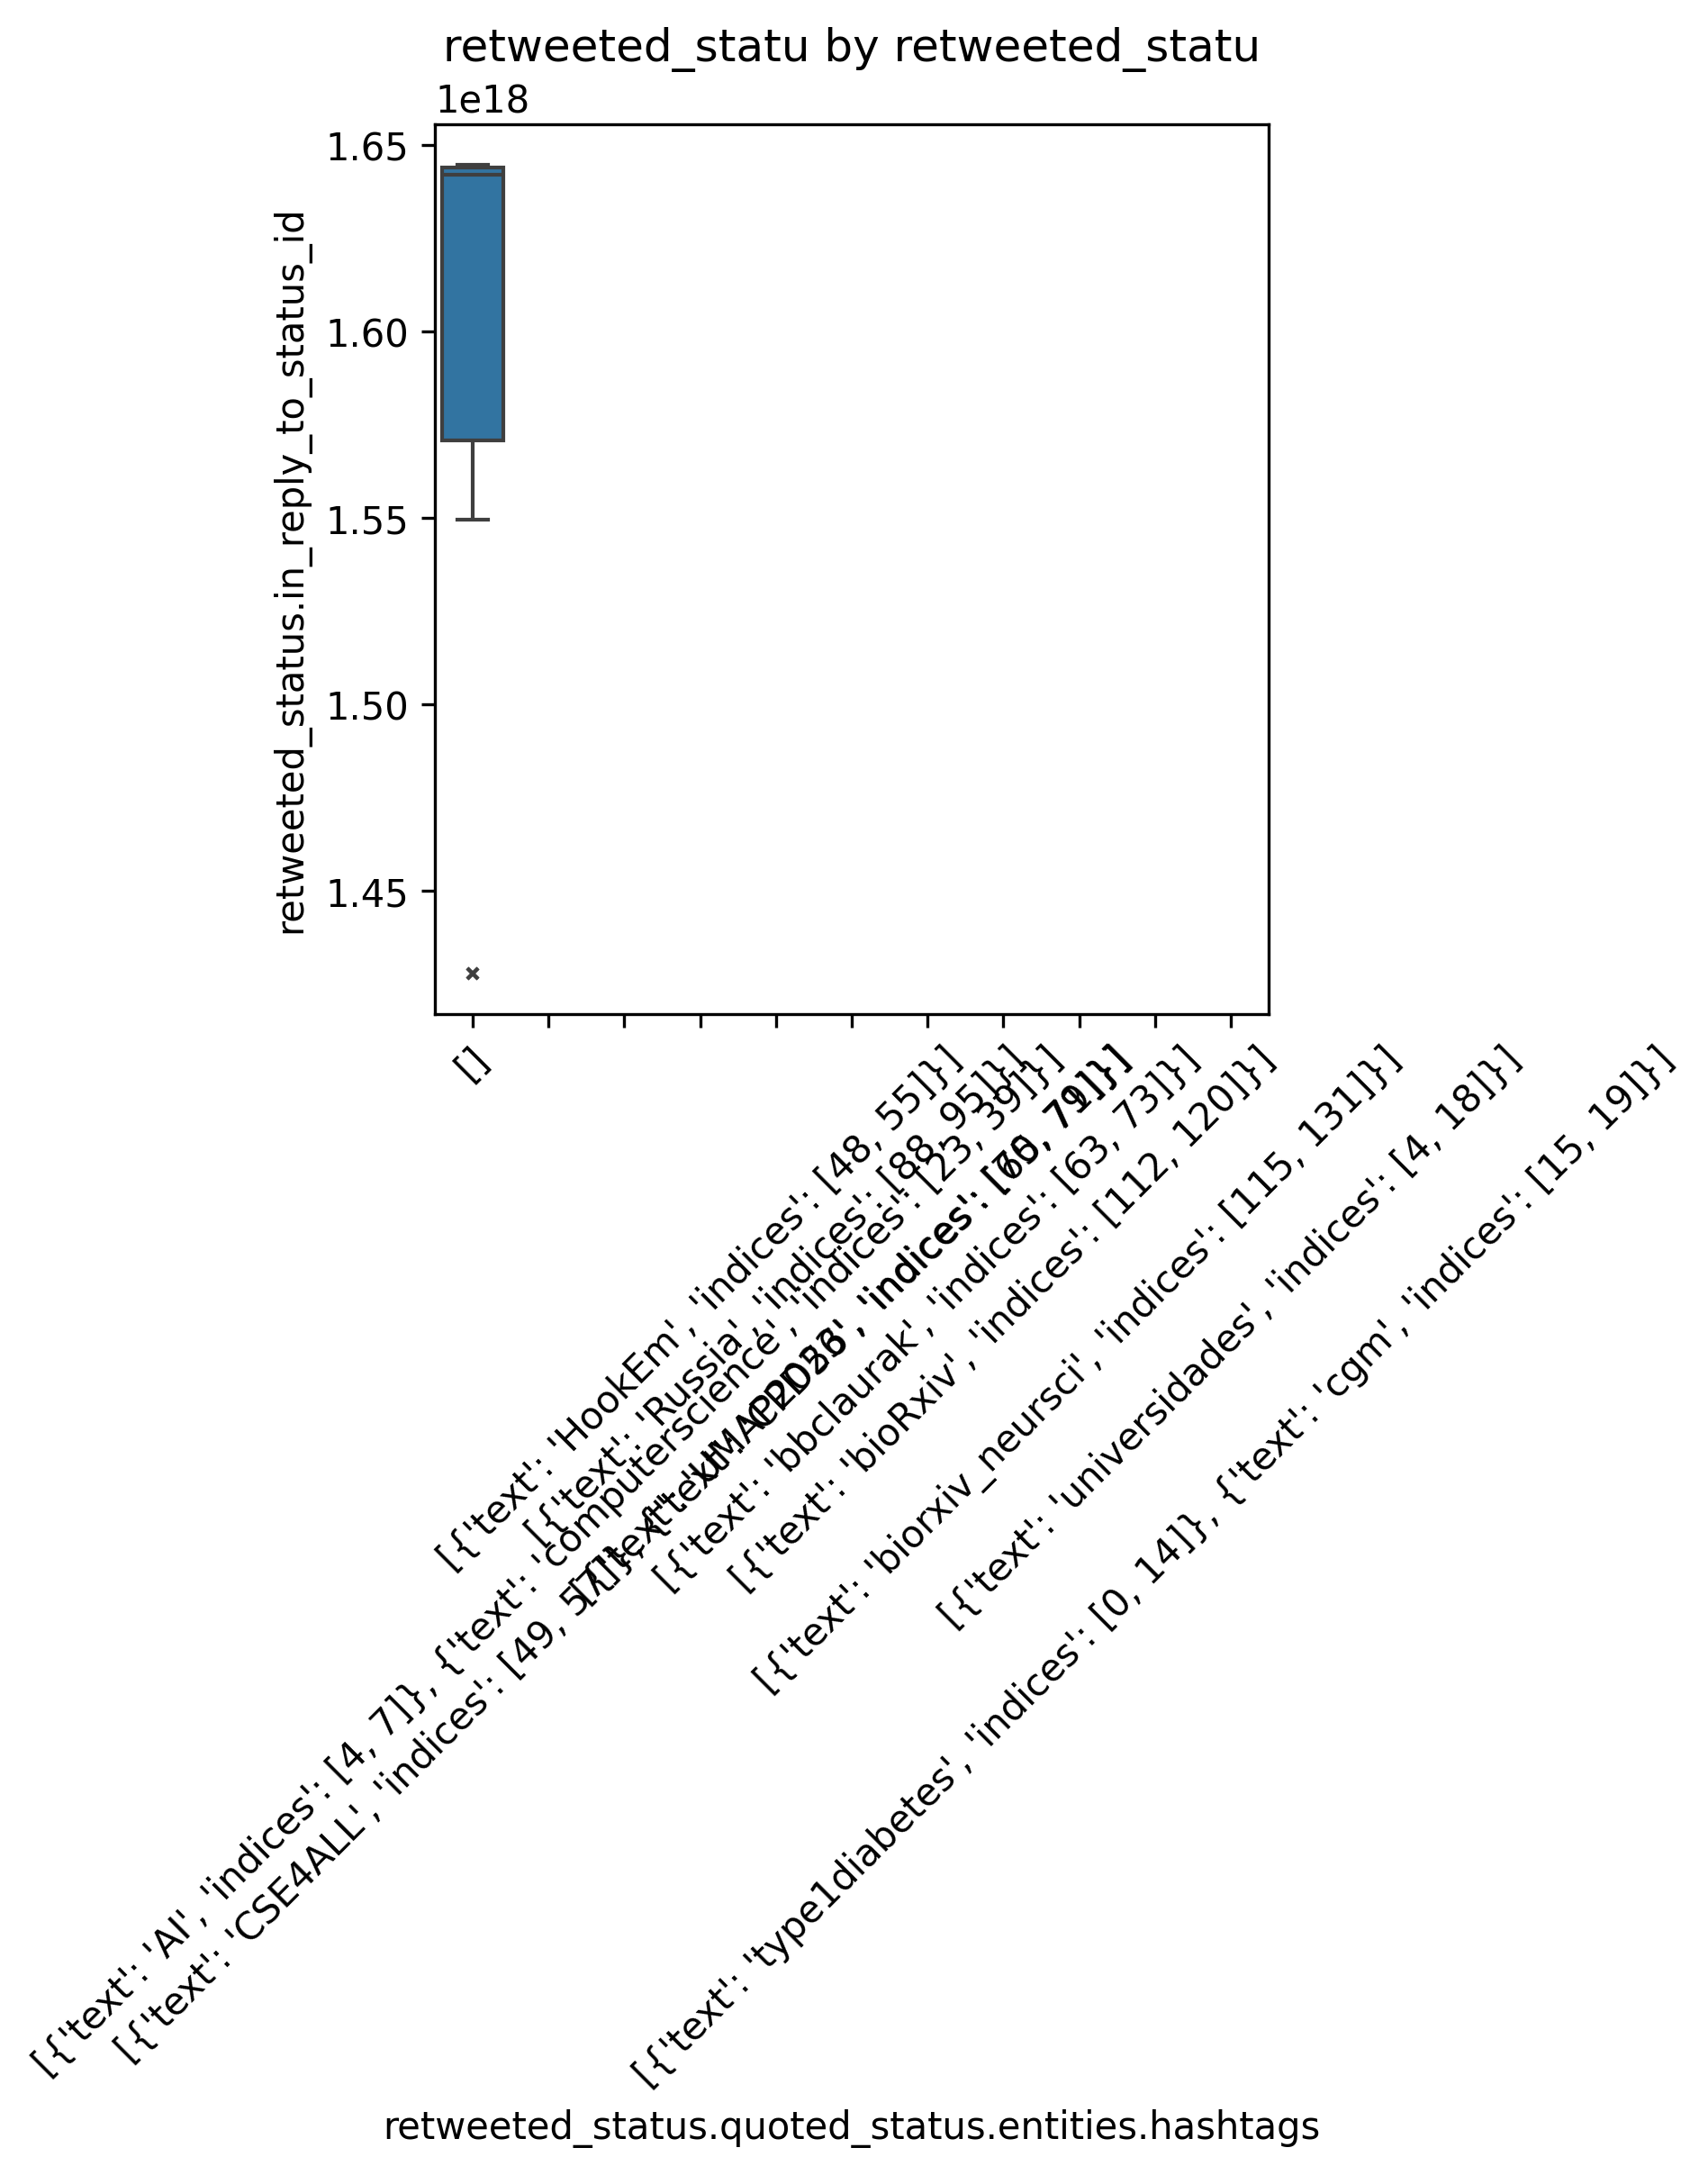 retweeted_statu by retweeted_statu
1e18
1.65
1.60
1.55
1.50
1.45
retweeted_status.in_reply_to_status_id
[]
[{'text': 'HookEm', 'indices': [48, 55]}]
[{'text': 'Russia', 'indices': [88, 95]}]
[{'text': 'AI', 'indices': [4, 7]}, {'text': 'computerscience', 'indices': [23, 39]}]
[{'text': 'CSE4ALL', 'indices': [49, 57]}, {'text':
[{'text': 'bbclaurak', 'indices': [63, 73]}]
[{'text': 'bioRxiv', 'indices': [112, 120]}]
[{'text': 'biorxiv_neursci', 'indices': [115, 131]}]
[{'text': 'universidades', 'indices': [4, 18]}]
[{'text': 'type1diabetes', 'indices': [0, 14]}, {'text': 'cgm', 'indices': [15, 19]}]
retweeted_status.quoted_status.entities.hashtags